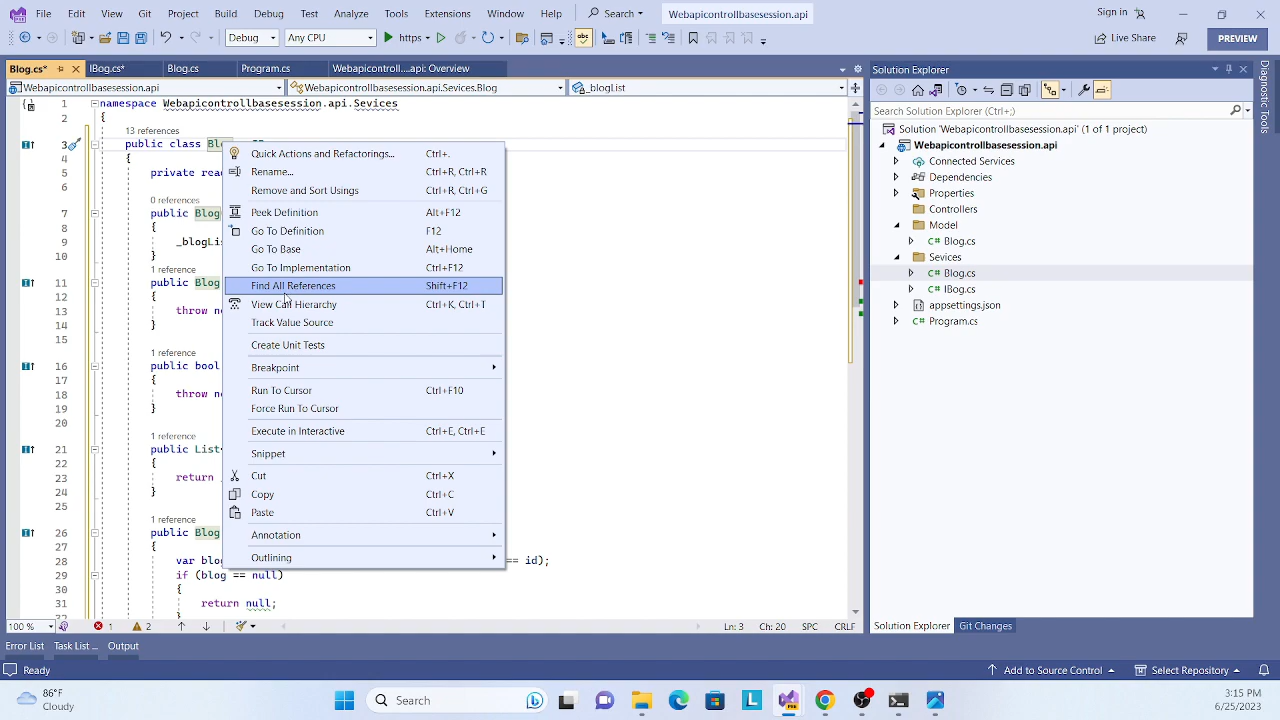 File Edit View Git Project Build Debug Test Analyze Tools Extensions Window Help Search Webapicontrollbasesession.api Sign in
Debug Any CPU https Live Share PREVIEW
Blog.cs* IBog.cs* Blog.cs Program.cs Webapicontroll....api: Overview
Webapicontrollbasesession.api Webapicontrollbasesession.api.Sevices.Blog _blogList
1 namespace Webapicontrollbasesession.api.Sevices
2 {
13 references
3 public class
4 {
5 private
6
0 references
7 public Blog
8 {
9
10 }
1 reference
11 public Blog
12 {
13 throw
14 }
15
1 reference
16 public bool
17 {
18 throw
19 }
20
1 reference
21 public
22 {
23 return
24 }
25
1 reference
26 public Blog
27 {
28 var == id);
29 if (blog == null)
30 {
31 return null;
32 }
Quick Actions and Refactorings... Ctrl+.
Rename... Ctrl+R, Ctrl+R
Remove and Sort Usings Ctrl+R, Ctrl+G
Peek Definition Alt+F12
Go To Definition F12
Go To Base Alt+Home
Go To Implementation Ctrl+F12
Find All References Shift+F12
View Call Hierarchy Ctrl+K, Ctrl+T
Track Value Source
Create Unit Tests
Breakpoint
Run To Cursor Ctrl+F10
Force Run To Cursor
Execute in Interactive Ctrl+E, Ctrl+E
Snippet
Cut Ctrl+X
Copy Ctrl+C
Paste Ctrl+V
Annotation
Outlining
100 % 1 2 Ln: 3 Ch: 20 SPC CRLF
Solution Explorer
Search Solution Explorer (Ctrl+;)
Solution 'Webapicontrollbasesession.api' (1 of 1 project)
Webapicontrollbasesession.api
Connected Services
Dependencies
Properties
Controllers
Model
C# Blog.cs
Sevices
C# Blog.cs
C# IBog.cs
appsettings.json
C# Program.cs
Solution Explorer Git Changes
Diagnostic Tools
Error List Task List ... Output
Ready Add to Source Control Select Repository
86°F
Cloudy
Search
3:15 PM
6/25/2023